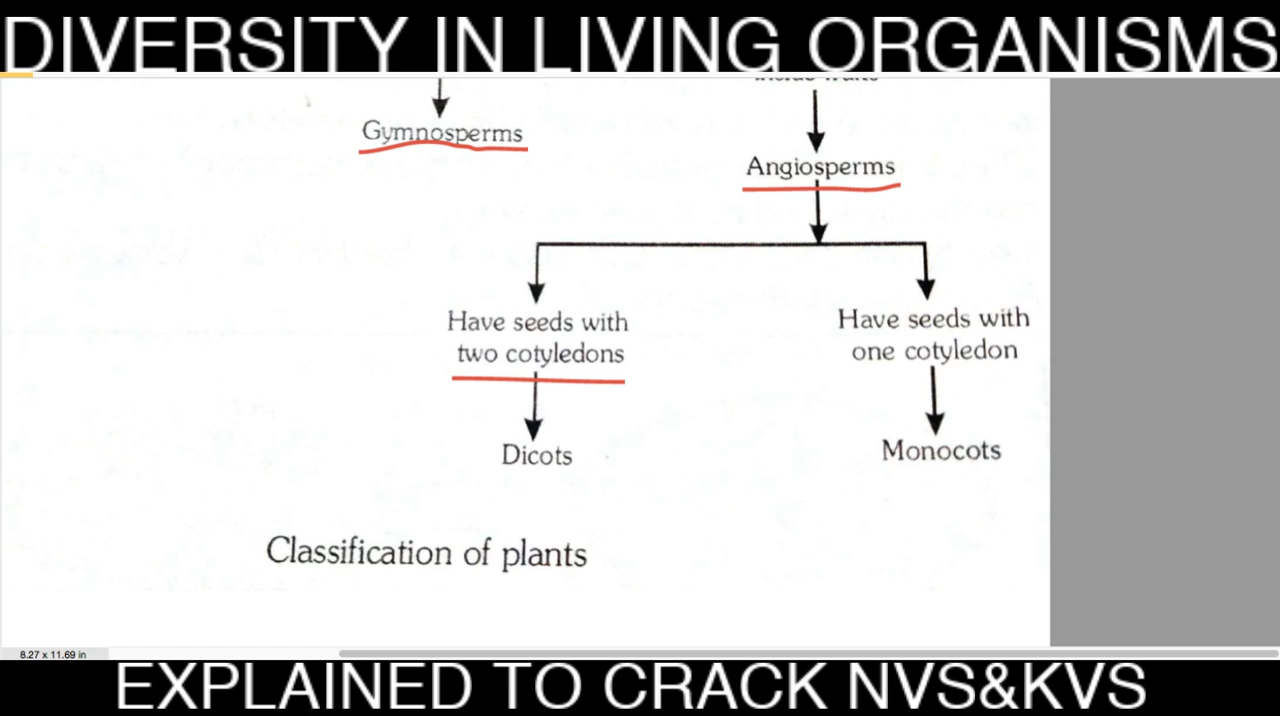 DIVERSITY IN LIVING ORGANISMS
Gymnosperms
Angiosperms
Have seeds with
two cotyledons
Have seeds with
one cotyledon
Dicots
Monocots
Classification of plants
8.27 x 11.69 in
EXPLAINED TO CRACK NVS&KVS